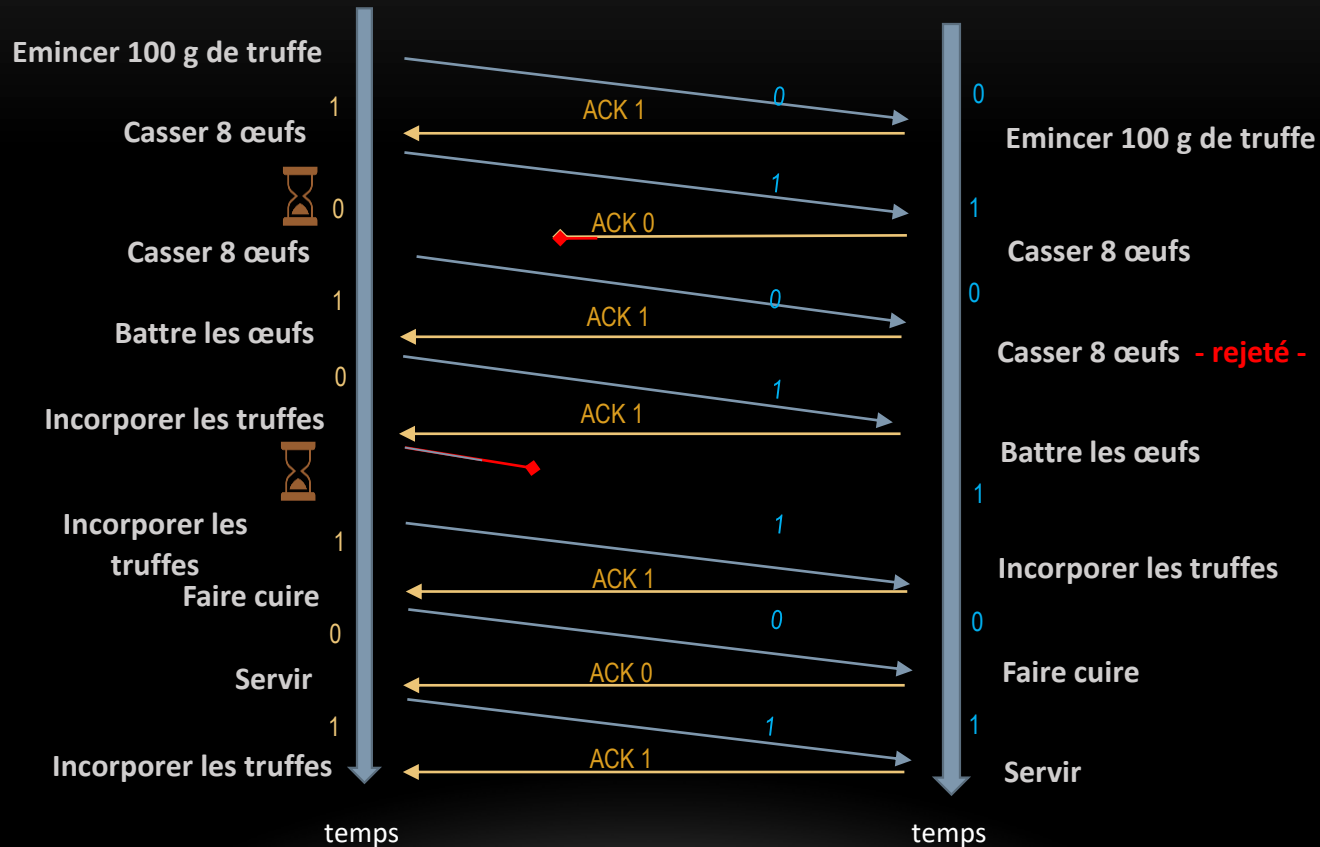 Emincer 100 g de truffe
0
0
1
ACK 1
Casser 8 œufs
Emincer 100 g de truffe
1
0
1
ACK 0
Casser 8 œufs
Casser 8 œufs
1
0
0
ACK 1
Battre les œufs
Casser 8 œufs - rejeté -
0
1
ACK 1
Incorporer les truffes
Battre les œufs
1
Incorporer les
truffes
1
1
ACK 1
Incorporer les truffes
Faire cuire
0
0
0
ACK 0
Servir
Faire cuire
1
1
1
ACK 1
Incorporer les truffes
Servir
temps
temps